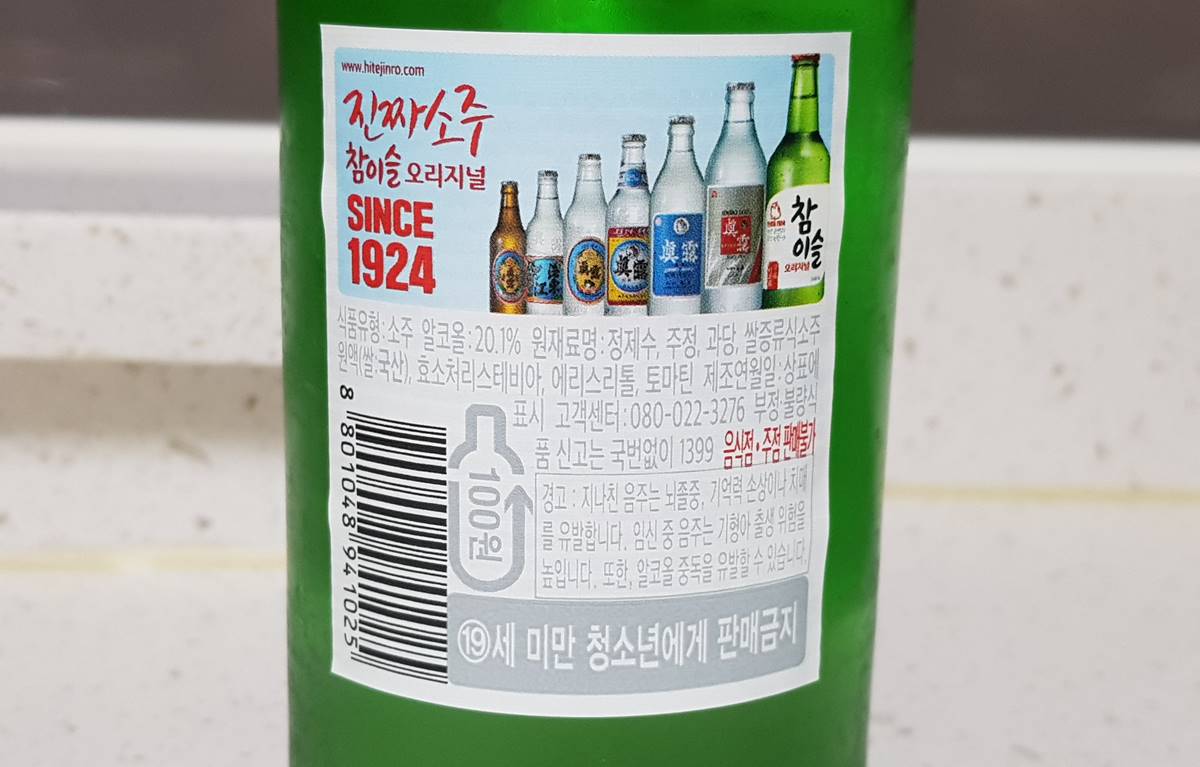 www.hitejinro.com
진짜소주
참이슬 오리지널
SINCE
1924
眞露
眞露
眞露
참이슬
오리지널
식품유형:소주 알코올:20.1% 원재료명:정제수, 주정, 과당, 쌀증류식소주
원액(쌀:국산), 효소처리스테비아, 에리스리톨, 토마틴 제조연월일:상표에
표시 고객센터:080-022-3276 부정·불량식
품 신고는 국번없이 1399 음식점·주점 판매불가
100원
경고 : 지나친 음주는 뇌졸중, 기억력 손상이나 치매
를 유발합니다. 임신 중 음주는 기형아 출생 위험을
높입니다. 또한, 알코올 중독을 유발할 수 있습니다.
⑲세 미만 청소년에게 판매금지
8 801048 941025